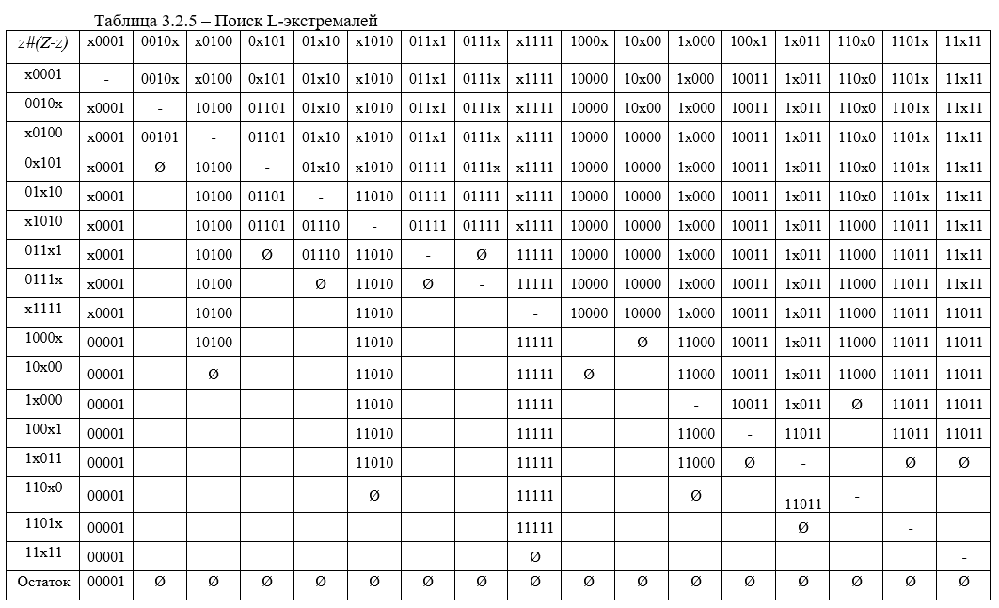 Таблица 3.2.5 – Поиск L-экстремалей
z#(Z-z) x0001 0010x x0100 0x101 01x10 x1010 011x1 0111x x1111 1000x 10x00 1x000 100x1 1x011 110x0 1101x 11x11
x0001 - 0010x x0100 0x101 01x10 x1010 011x1 0111x x1111 10000 10x00 1x000 10011 1x011 110x0 1101x 11x11
0010x x0001 - 10100 01101 01x10 x1010 011x1 0111x x1111 10000 10x00 1x000 10011 1x011 110x0 1101x 11x11
x0100 x0001 00101 - 01101 01x10 x1010 011x1 0111x x1111 10000 10000 1x000 10011 1x011 110x0 1101x 11x11
0x101 x0001 Ø 10100 - 01x10 x1010 01111 0111x x1111 10000 10000 1x000 10011 1x011 110x0 1101x 11x11
01x10 x0001 10100 01101 - 11010 01111 01111 x1111 10000 10000 1x000 10011 1x011 110x0 1101x 11x11
x1010 x0001 10100 01101 01110 - 01111 01111 x1111 10000 10000 1x000 10011 1x011 11000 11011 11x11
011x1 x0001 10100 Ø 01110 11010 - Ø 11111 10000 10000 1x000 10011 1x011 11000 11011 11x11
0111x x0001 10100 Ø 11010 Ø - 11111 10000 10000 1x000 10011 1x011 11000 11011 11x11
x1111 x0001 10100 11010 - 10000 10000 1x000 10011 1x011 11000 11011 11011
1000x 00001 10100 11010 11111 - Ø 11000 10011 1x011 11000 11011 11011
10x00 00001 Ø 11010 11111 Ø - 11000 10011 1x011 11000 11011 11011
1x000 00001 11010 11111 - 10011 1x011 Ø 11011 11011
100x1 00001 11010 11111 11000 - 11011 11011 11011
1x011 00001 11010 11111 11000 Ø - Ø Ø
110x0 00001 Ø 11111 Ø 11011 -
1101x 00001 11111 Ø -
11x11 00001 Ø -
Остаток 00001 Ø Ø Ø Ø Ø Ø Ø Ø Ø Ø Ø Ø Ø Ø Ø Ø